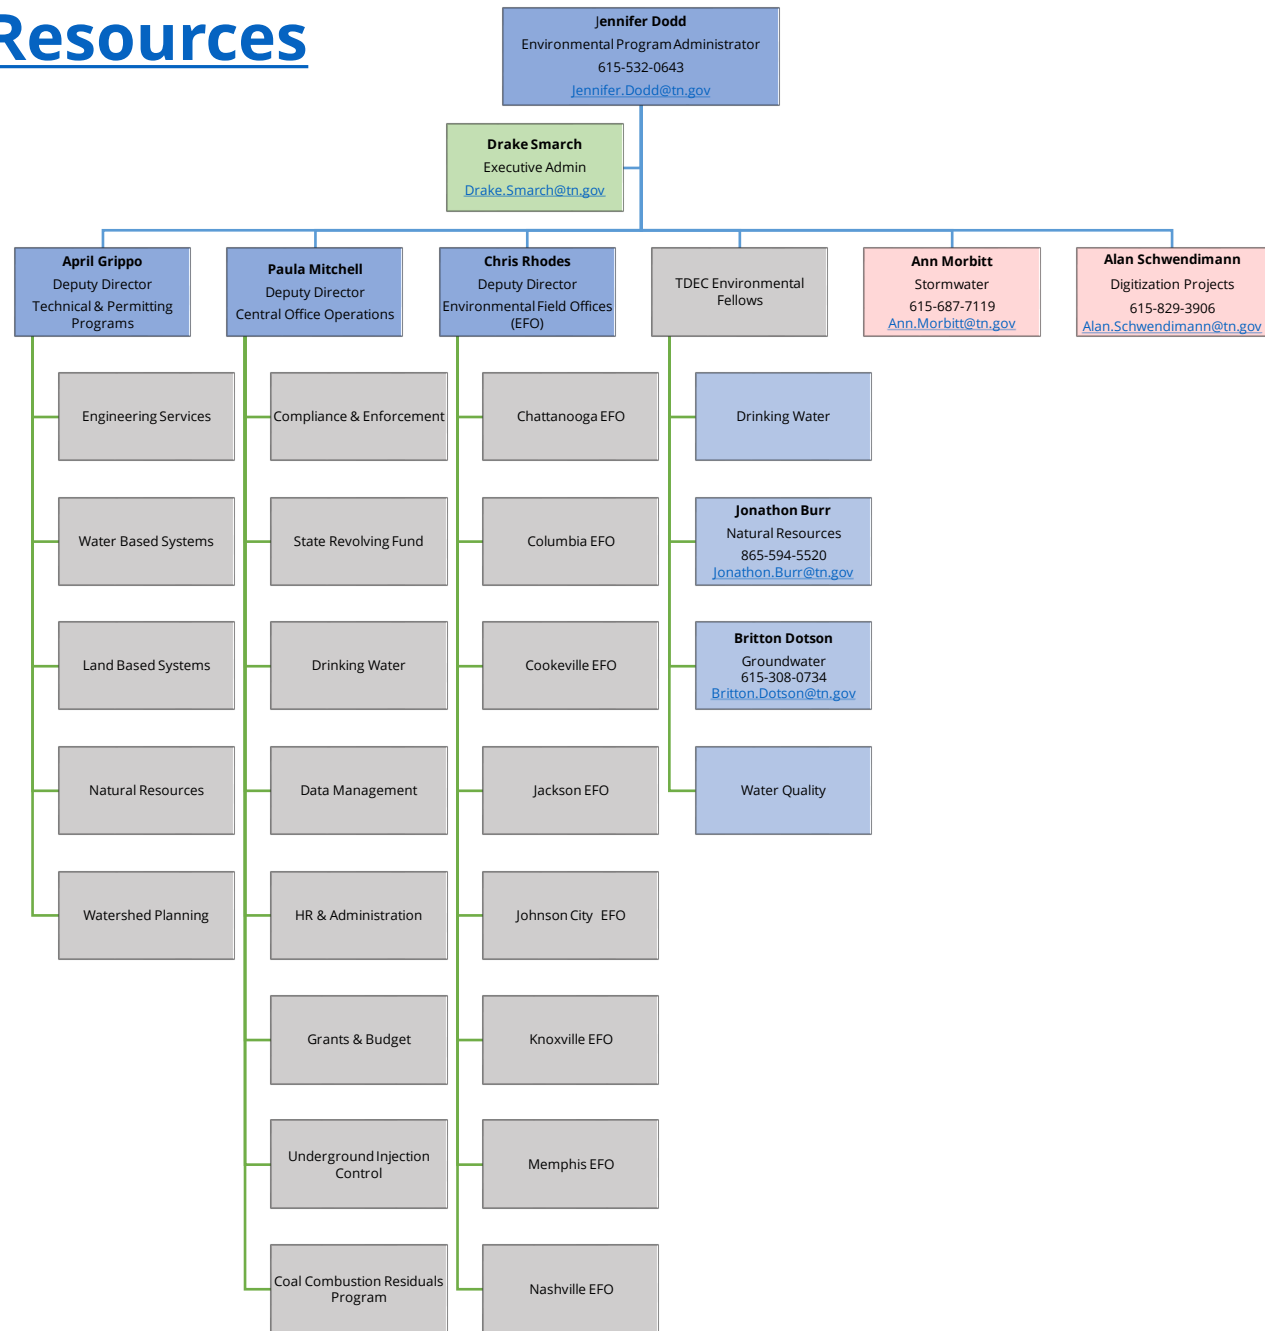 Resources
Jennifer Dodd
Environmental Program Administrator
615-532-0643
Jennifer.Dodd@tn.gov
Drake Smarch
Executive Admin
Drake.Smarch@tn.gov
April Grippo
Deputy Director
Technical & Permitting
Programs
Paula Mitchell
Deputy Director
Central Office Operations
Chris Rhodes
Deputy Director
Environmental Field Offices
(EFO)
TDEC Environmental
Fellows
Ann Morbitt
Stormwater
615-687-7119
Ann.Morbitt@tn.gov
Alan Schwendimann
Digitization Projects
615-829-3906
Alan.Schwendimann@tn.gov
Engineering Services
Water Based Systems
Land Based Systems
Natural Resources
Watershed Planning
Compliance & Enforcement
State Revolving Fund
Drinking Water
Data Management
HR & Administration
Grants & Budget
Underground Injection
Control
Coal Combustion Residuals
Program
Chattanooga EFO
Columbia EFO
Cookeville EFO
Jackson EFO
Johnson City EFO
Knoxville EFO
Memphis EFO
Nashville EFO
Drinking Water
Jonathon Burr
Natural Resources
865-594-5520
Jonathon.Burr@tn.gov
Britton Dotson
Groundwater
615-308-0734
Britton.Dotson@tn.gov
Water Quality